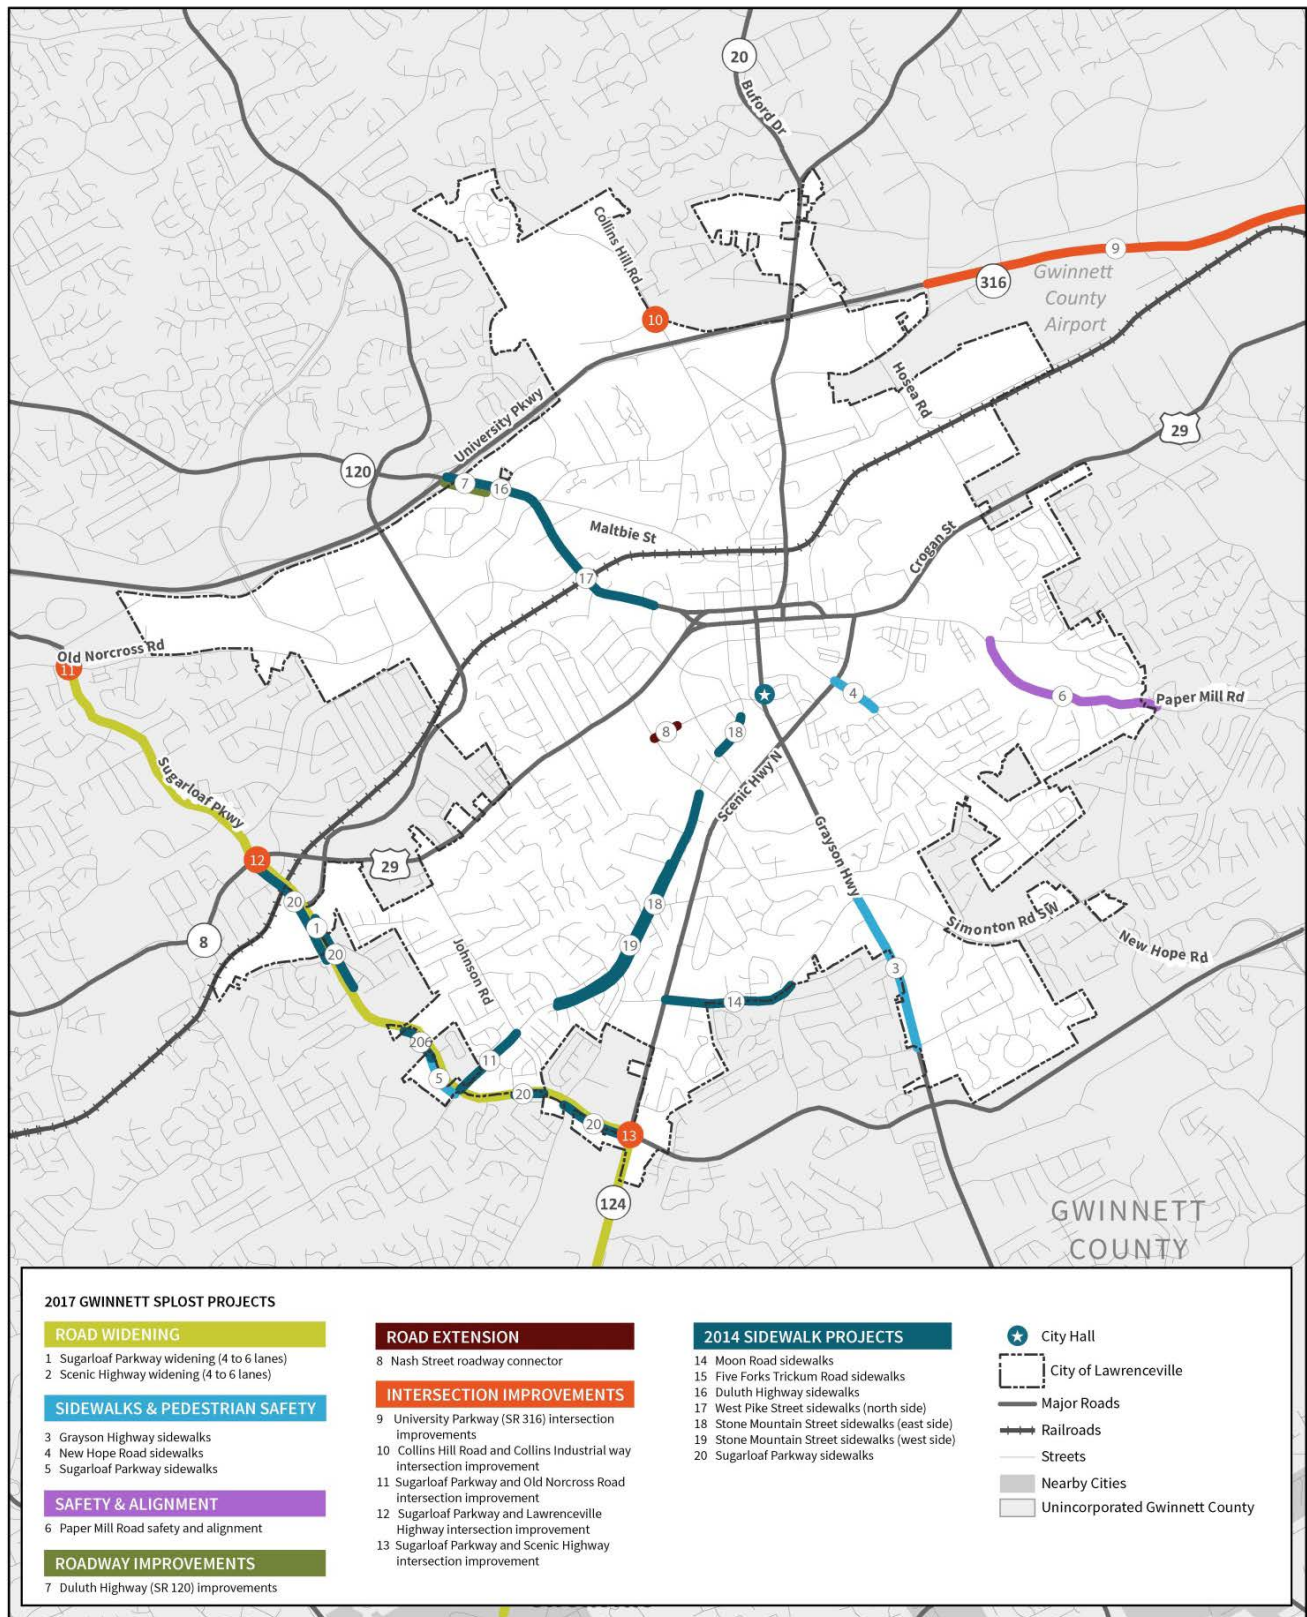 20
Buford Dr
Collins Hill Rd
9
316
Gwinnett
County
Airport
10
Hosea Rd
University Pkwy
29
120
7
16
Maltbie St
Crogan St
17
Old Norcross Rd
11
4
6
Paper Mill Rd
8
18
Sugarloaf Pkwy
Scenic Hwy N
Grayson Hwy
12
29
20
18
1
8
19
20
Johnson Rd
Simonton Rd SW
New Hope Rd
3
14
206
11
5
20
20
13
124
GWINNETT
COUNTY
2017 GWINNETT SPLOST PROJECTS
ROAD WIDENING
1 Sugarloaf Parkway widening (4 to 6 lanes)
2 Scenic Highway widening (4 to 6 lanes)
SIDEWALKS & PEDESTRIAN SAFETY
3 Grayson Highway sidewalks
4 New Hope Road sidewalks
5 Sugarloaf Parkway sidewalks
SAFETY & ALIGNMENT
6 Paper Mill Road safety and alignment
ROADWAY IMPROVEMENTS
7 Duluth Highway (SR 120) improvements
ROAD EXTENSION
8 Nash Street roadway connector
INTERSECTION IMPROVEMENTS
9 University Parkway (SR 316) intersection
improvements
10 Collins Hill Road and Collins Industrial way
intersection improvement
11 Sugarloaf Parkway and Old Norcross Road
intersection improvement
12 Sugarloaf Parkway and Lawrenceville
Highway intersection improvement
13 Sugarloaf Parkway and Scenic Highway
intersection improvement
2014 SIDEWALK PROJECTS
14 Moon Road sidewalks
15 Five Forks Trickum Road sidewalks
16 Duluth Highway sidewalks
17 West Pike Street sidewalks (north side)
18 Stone Mountain Street sidewalks (east side)
19 Stone Mountain Street sidewalks (west side)
20 Sugarloaf Parkway sidewalks
City Hall
City of Lawrenceville
Major Roads
Railroads
Streets
Nearby Cities
Unincorporated Gwinnett County